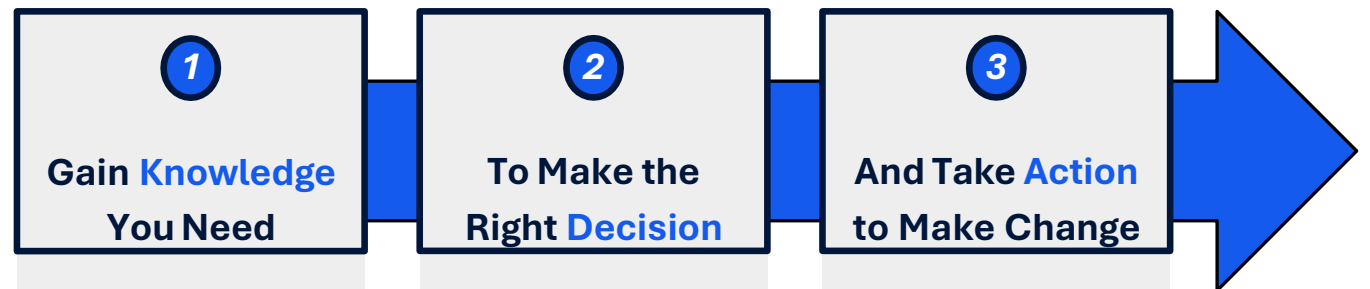 1
Gain Knowledge
You Need
2
To Make the
Right Decision
3
And Take Action
to Make Change